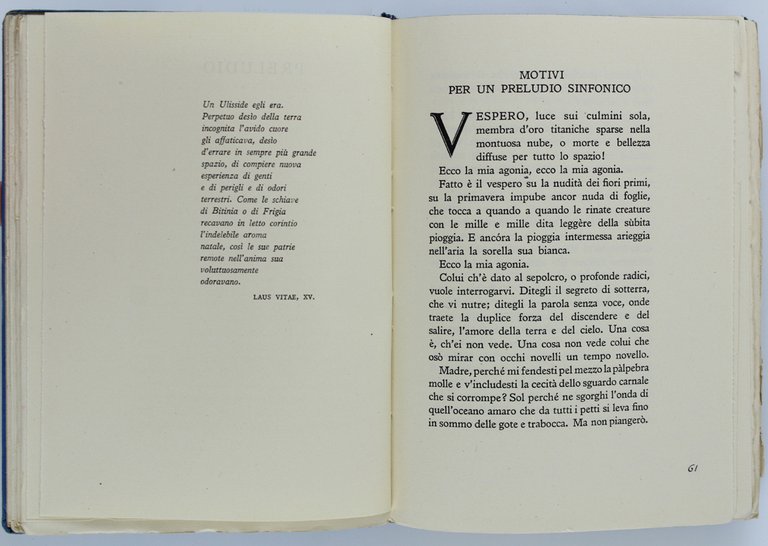 Un Ulisside egli era.
Perpetuo desìo della terra
incognita l'avido cuore
gli affaticava, desìo
d'errare in sempre più grande
spazio, di compiere nuova
esperienza di genti
e di perigli e di odori
terrestri. Come le schiave
di Bitinia o di Frigia
recavano in letto corintio
l'indelebile aroma
natale, così le sue patrie
remote nell'anima sua
voluttuosamente
odoravano.
LAUS VITAE, XV.
PRELUDIO
MOTIVI
PER UN PRELUDIO SINFONICO
VESPERO, luce sui culmini sola,
membra d'oro titaniche sparse nella
montuosa nube, o morte e bellezza
diffuse per tutto lo spazio!
Ecco la mia agonia, ecco la mia agonia.
Fatto è il vespero su la nudità dei fiori primi,
su la primavera impube ancor nuda di foglie,
che tocca a quando a quando le rinate creature
con le mille e mille dita leggère della sùbita
pioggia. E ancóra la pioggia intermessa arieggia
nell'aria la sorella sua bianca.
Ecco la mia agonia.
Colui ch'è dato al sepolcro, o profonde radici,
vuole interrogarvi. Ditegli il segreto di sotterra,
che vi nutre; ditegli la parola senza voce, onde
traete la duplice forza del discendere e del
salire, l'amore della terra e del cielo. Una cosa
è, ch'ei non vede. Una cosa non vede colui che
osò mirar con occhi novelli un tempo novello.
Madre, perché mi fendesti pel mezzo la pàlpebra
molle e v'includesti la cecità dello sguardo carnale
che si corrompe? Sol perché ne sgorghi l'onda di
quell'oceano amaro che da tutti i petti si leva fino
in sommo delle gote e trabocca. Ma non piangerò.
61